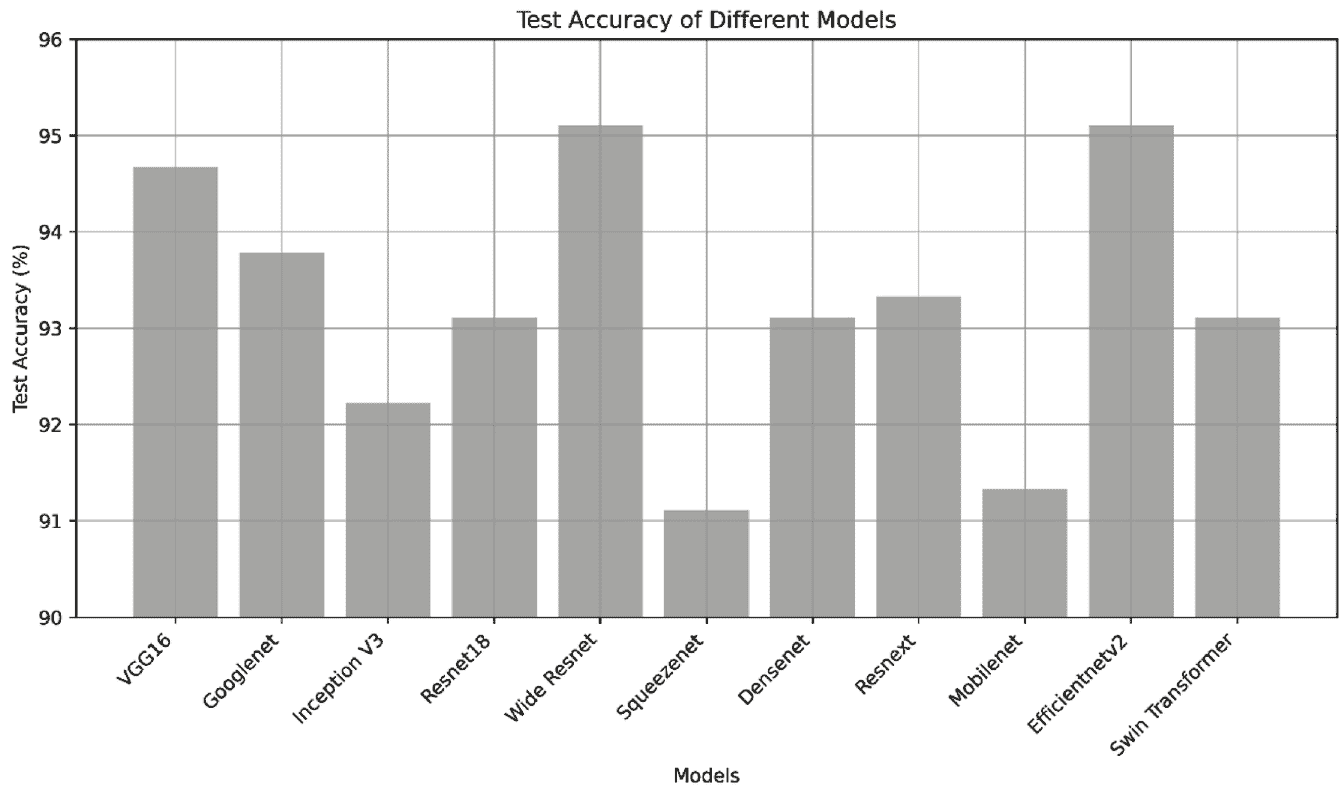 Test Accuracy of Different Models
96
95
94
93
92
91
90
Test Accuracy (%)
VGG16
Googlenet
Inception V3
Resnet18
Wide Resnet
Squeezenet
Densenet
Resnext
Mobilenet
Efficientnetv2
Swin Transformer
Models